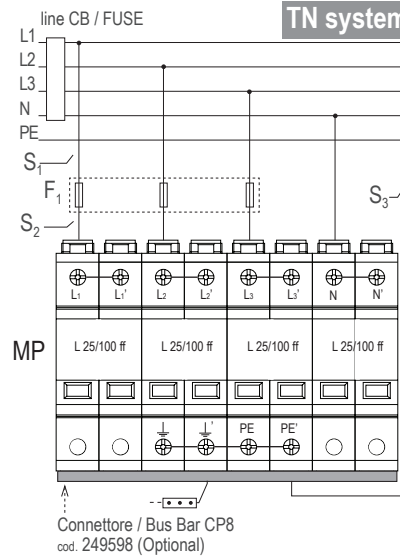 line CB / FUSE
TN system
L1
L2
L3
N
PE
S1
F1
S3
S2
L1 L1' L2 L2' L3 L3' N N'
MP
L 25/100 ff L 25/100 ff L 25/100 ff L 25/100 ff
' PE PE'
Connettore / Bus Bar CP8
cod. 249598 (Optional)